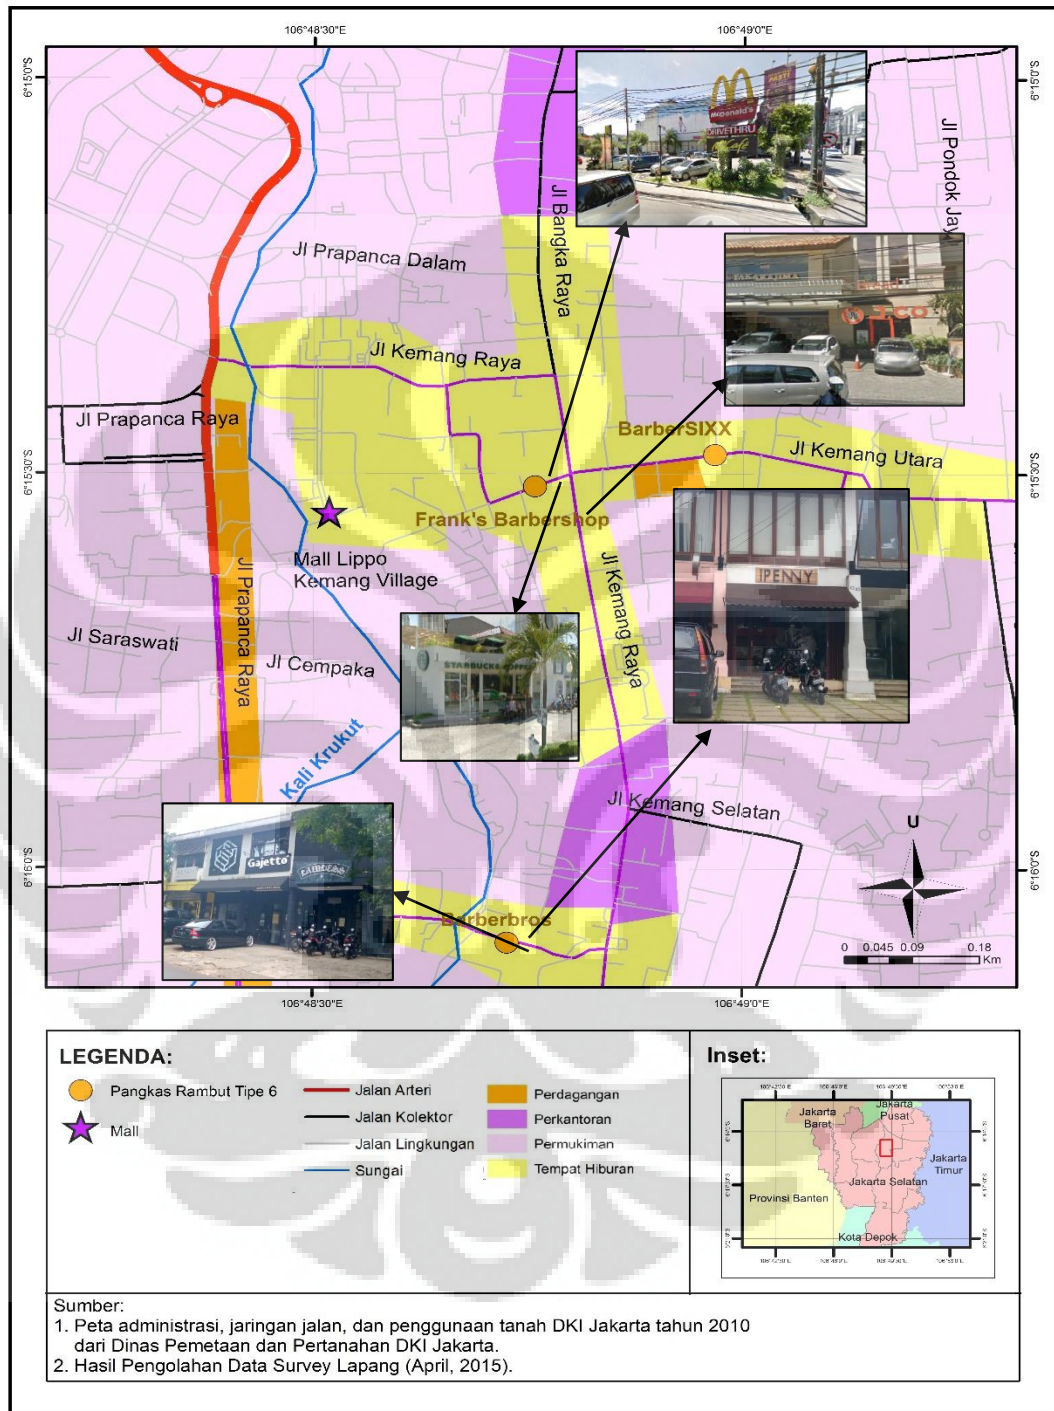 106°48'30"E
106°49'0"E
6°15'0"S
6°15'0"S
McDonald's
DRIVE THRU
McCafé
Jl Pondok Jay
Jl Bangka Raya
Jl Prapanca Dalam
J.CO
Jl Kemang Raya
Jl Prapanca Raya
BarberSIXX
Jl Kemang Utara
6°15'30"S
6°15'30"S
Frank's Barbershop
Mall Lippo
Kemang Village
IPENNY
Jl Prapanca Raya
Jl Kemang Raya
Jl Saraswati
Jl Cempaka
STARBUCKS COFFEE
Kali Krukut
Jl Kemang Selatan
Gajetto
U
6°16'0"S
6°16'0"S
Barberbros
0 0.045 0.09 0.18
Km
106°48'30"E
106°49'0"E
LEGENDA:
Pangkas Rambut Tipe 6
Mall
Jalan Arteri
Jalan Kolektor
Jalan Lingkungan
Sungai
Perdagangan
Perkantoran
Permukiman
Tempat Hiburan
Inset:
Jakarta
Barat
Jakarta
Pusat
Jakarta
Timur
Jakarta Selatan
Provinsi Banten
Kota Depok
Sumber:
1. Peta administrasi, jaringan jalan, dan penggunaan tanah DKI Jakarta tahun 2010
dari Dinas Pemetaan dan Pertanahan DKI Jakarta.
2. Hasil Pengolahan Data Survey Lapang (April, 2015).